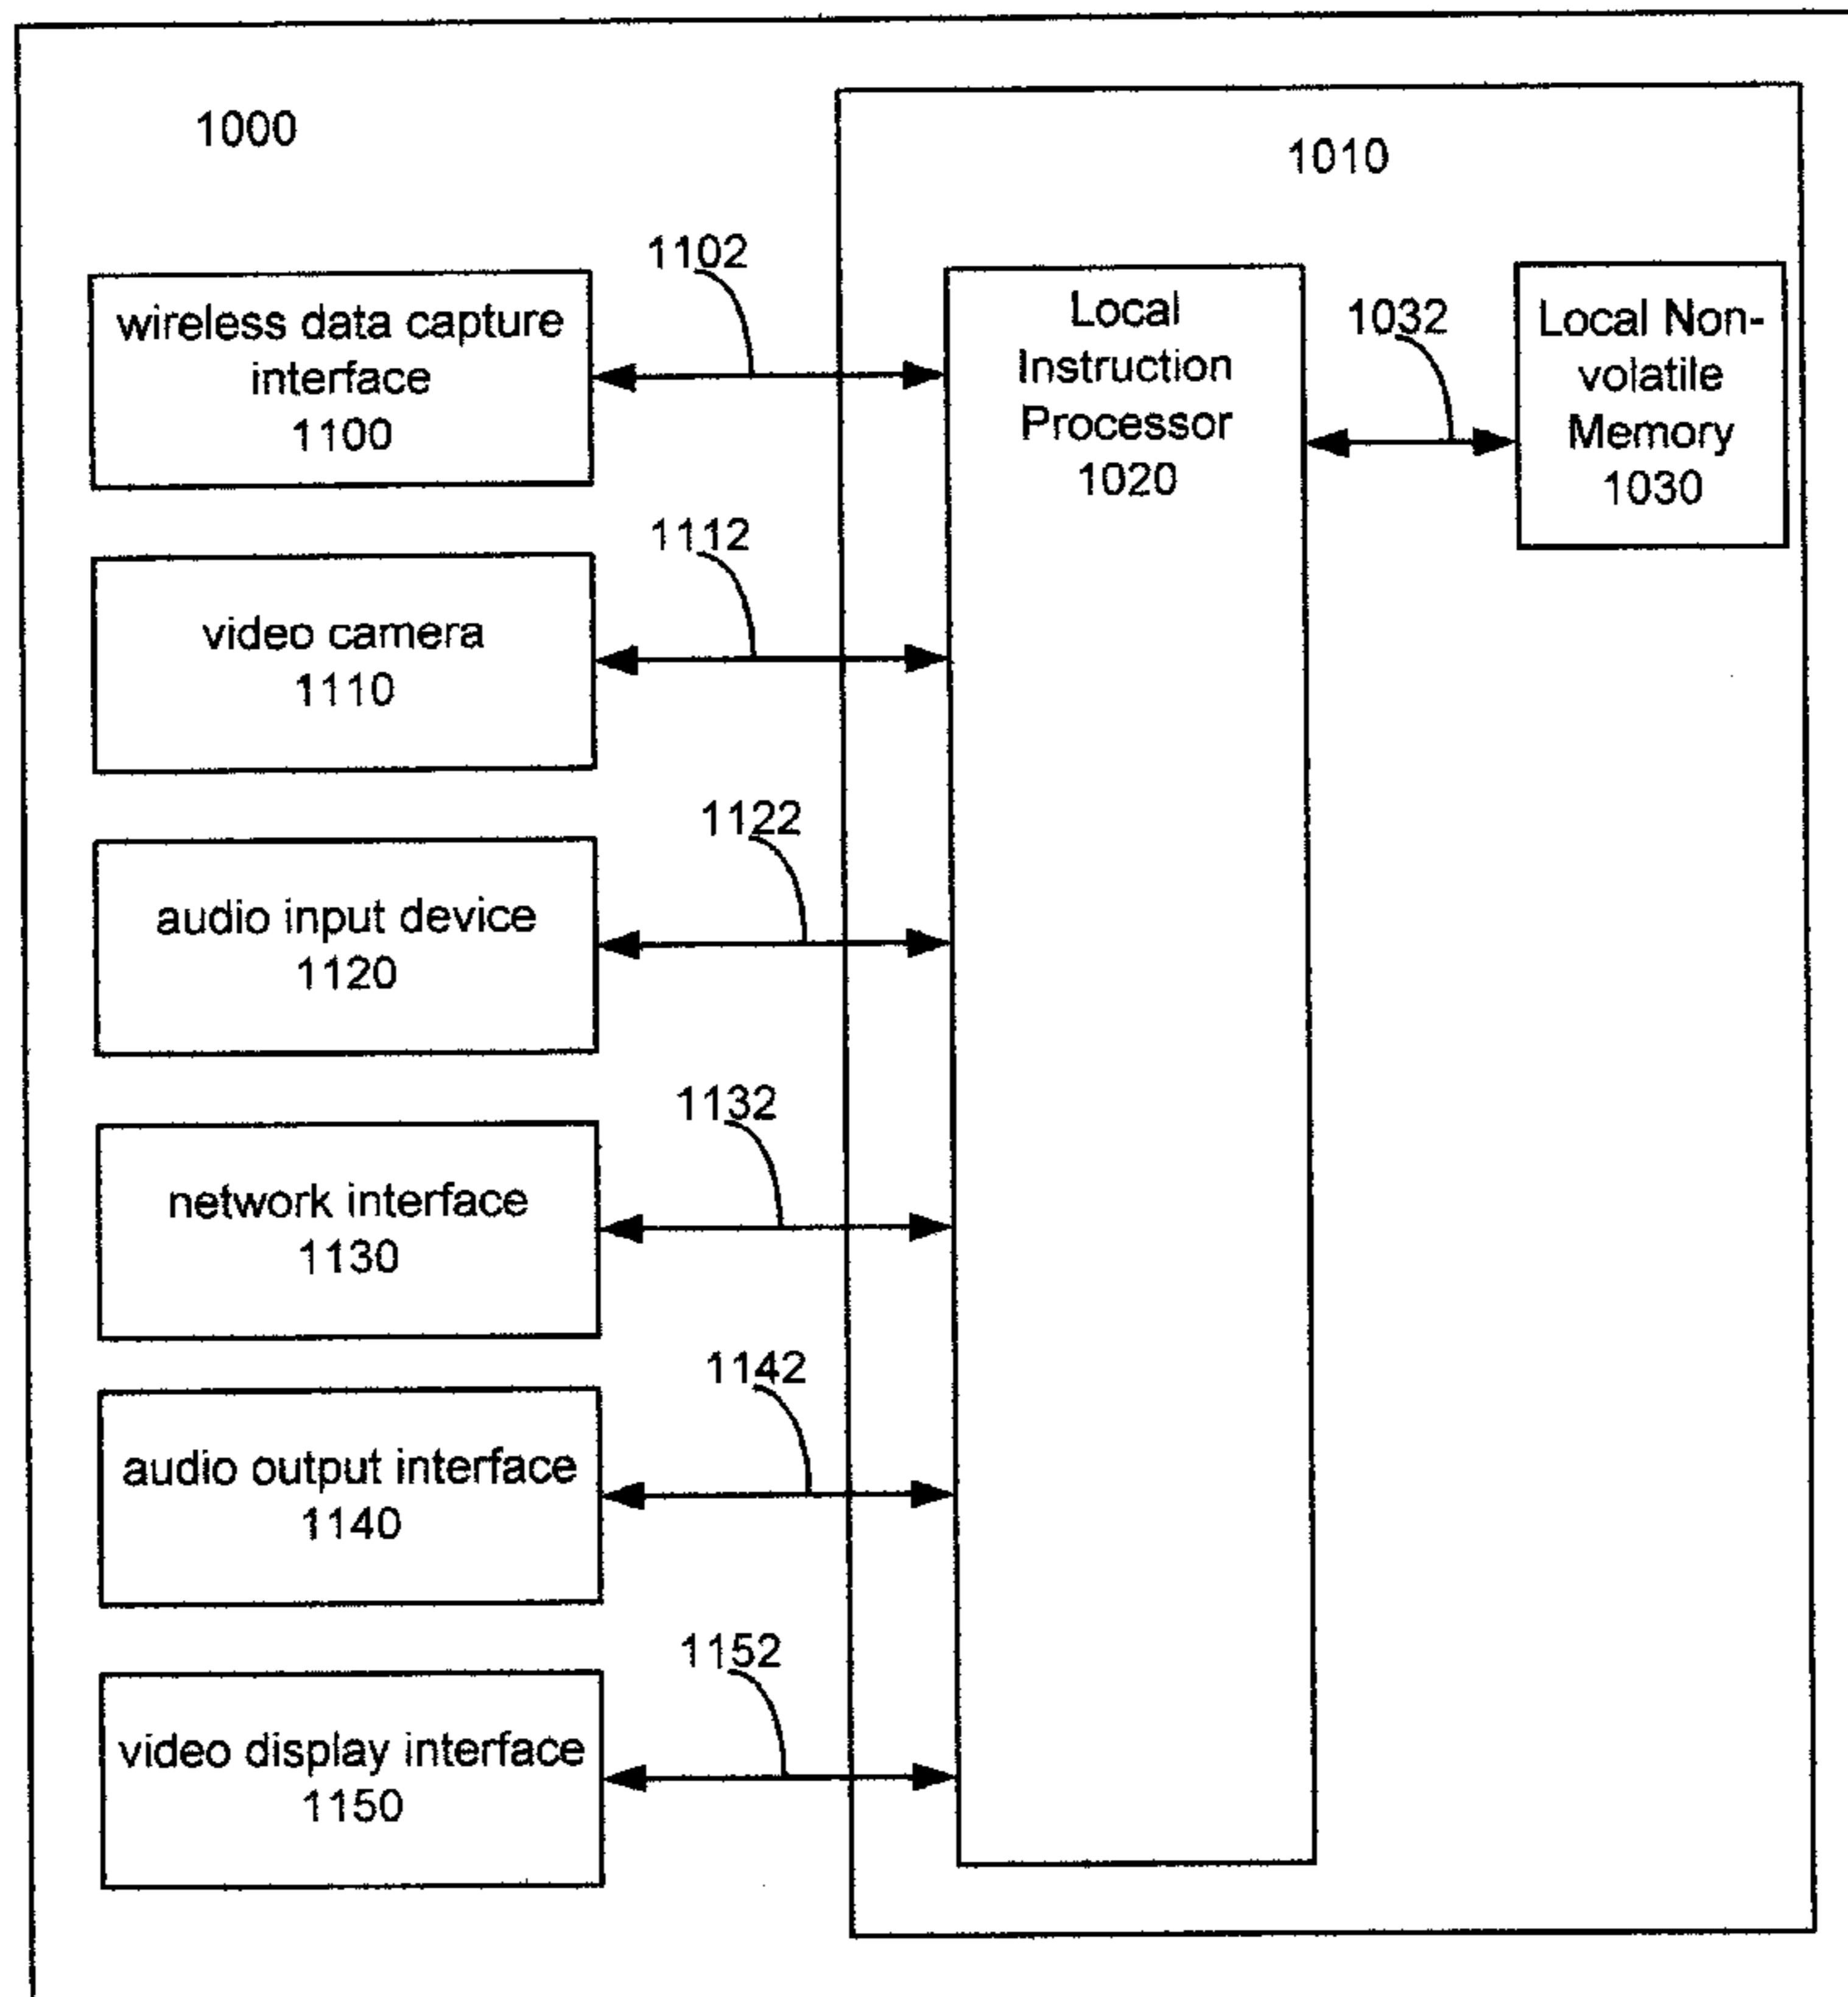 1000
1010
1102
wireless data capture
interface
1100
Local
Instruction
Processor
1020
1032
Local Non-
volatile
Memory
1030
1112
video camera
1110
1122
audio input device
1120
1132
network interface
1130
1142
audio output interface
1140
1152
video display interface
1150